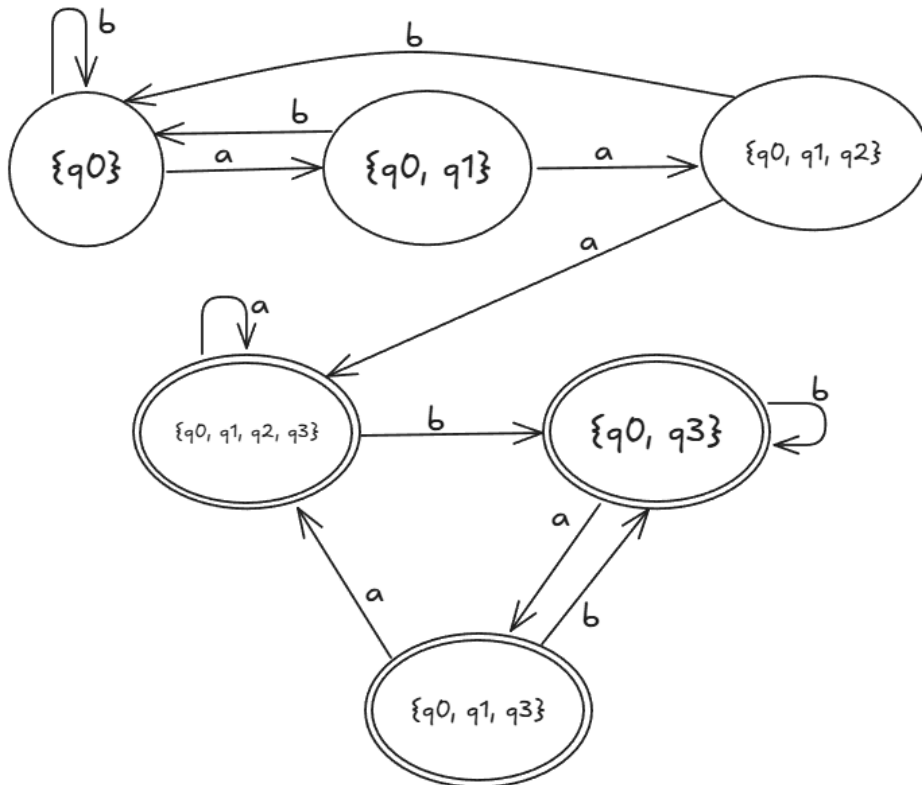 b
b
b
{q0}
a
{q0, q1}
a
{q0, q1, q2}
a
a
{q0, q1, q2, q3}
b
{q0, q3}
b
a
a
b
{q0, q1, q3}